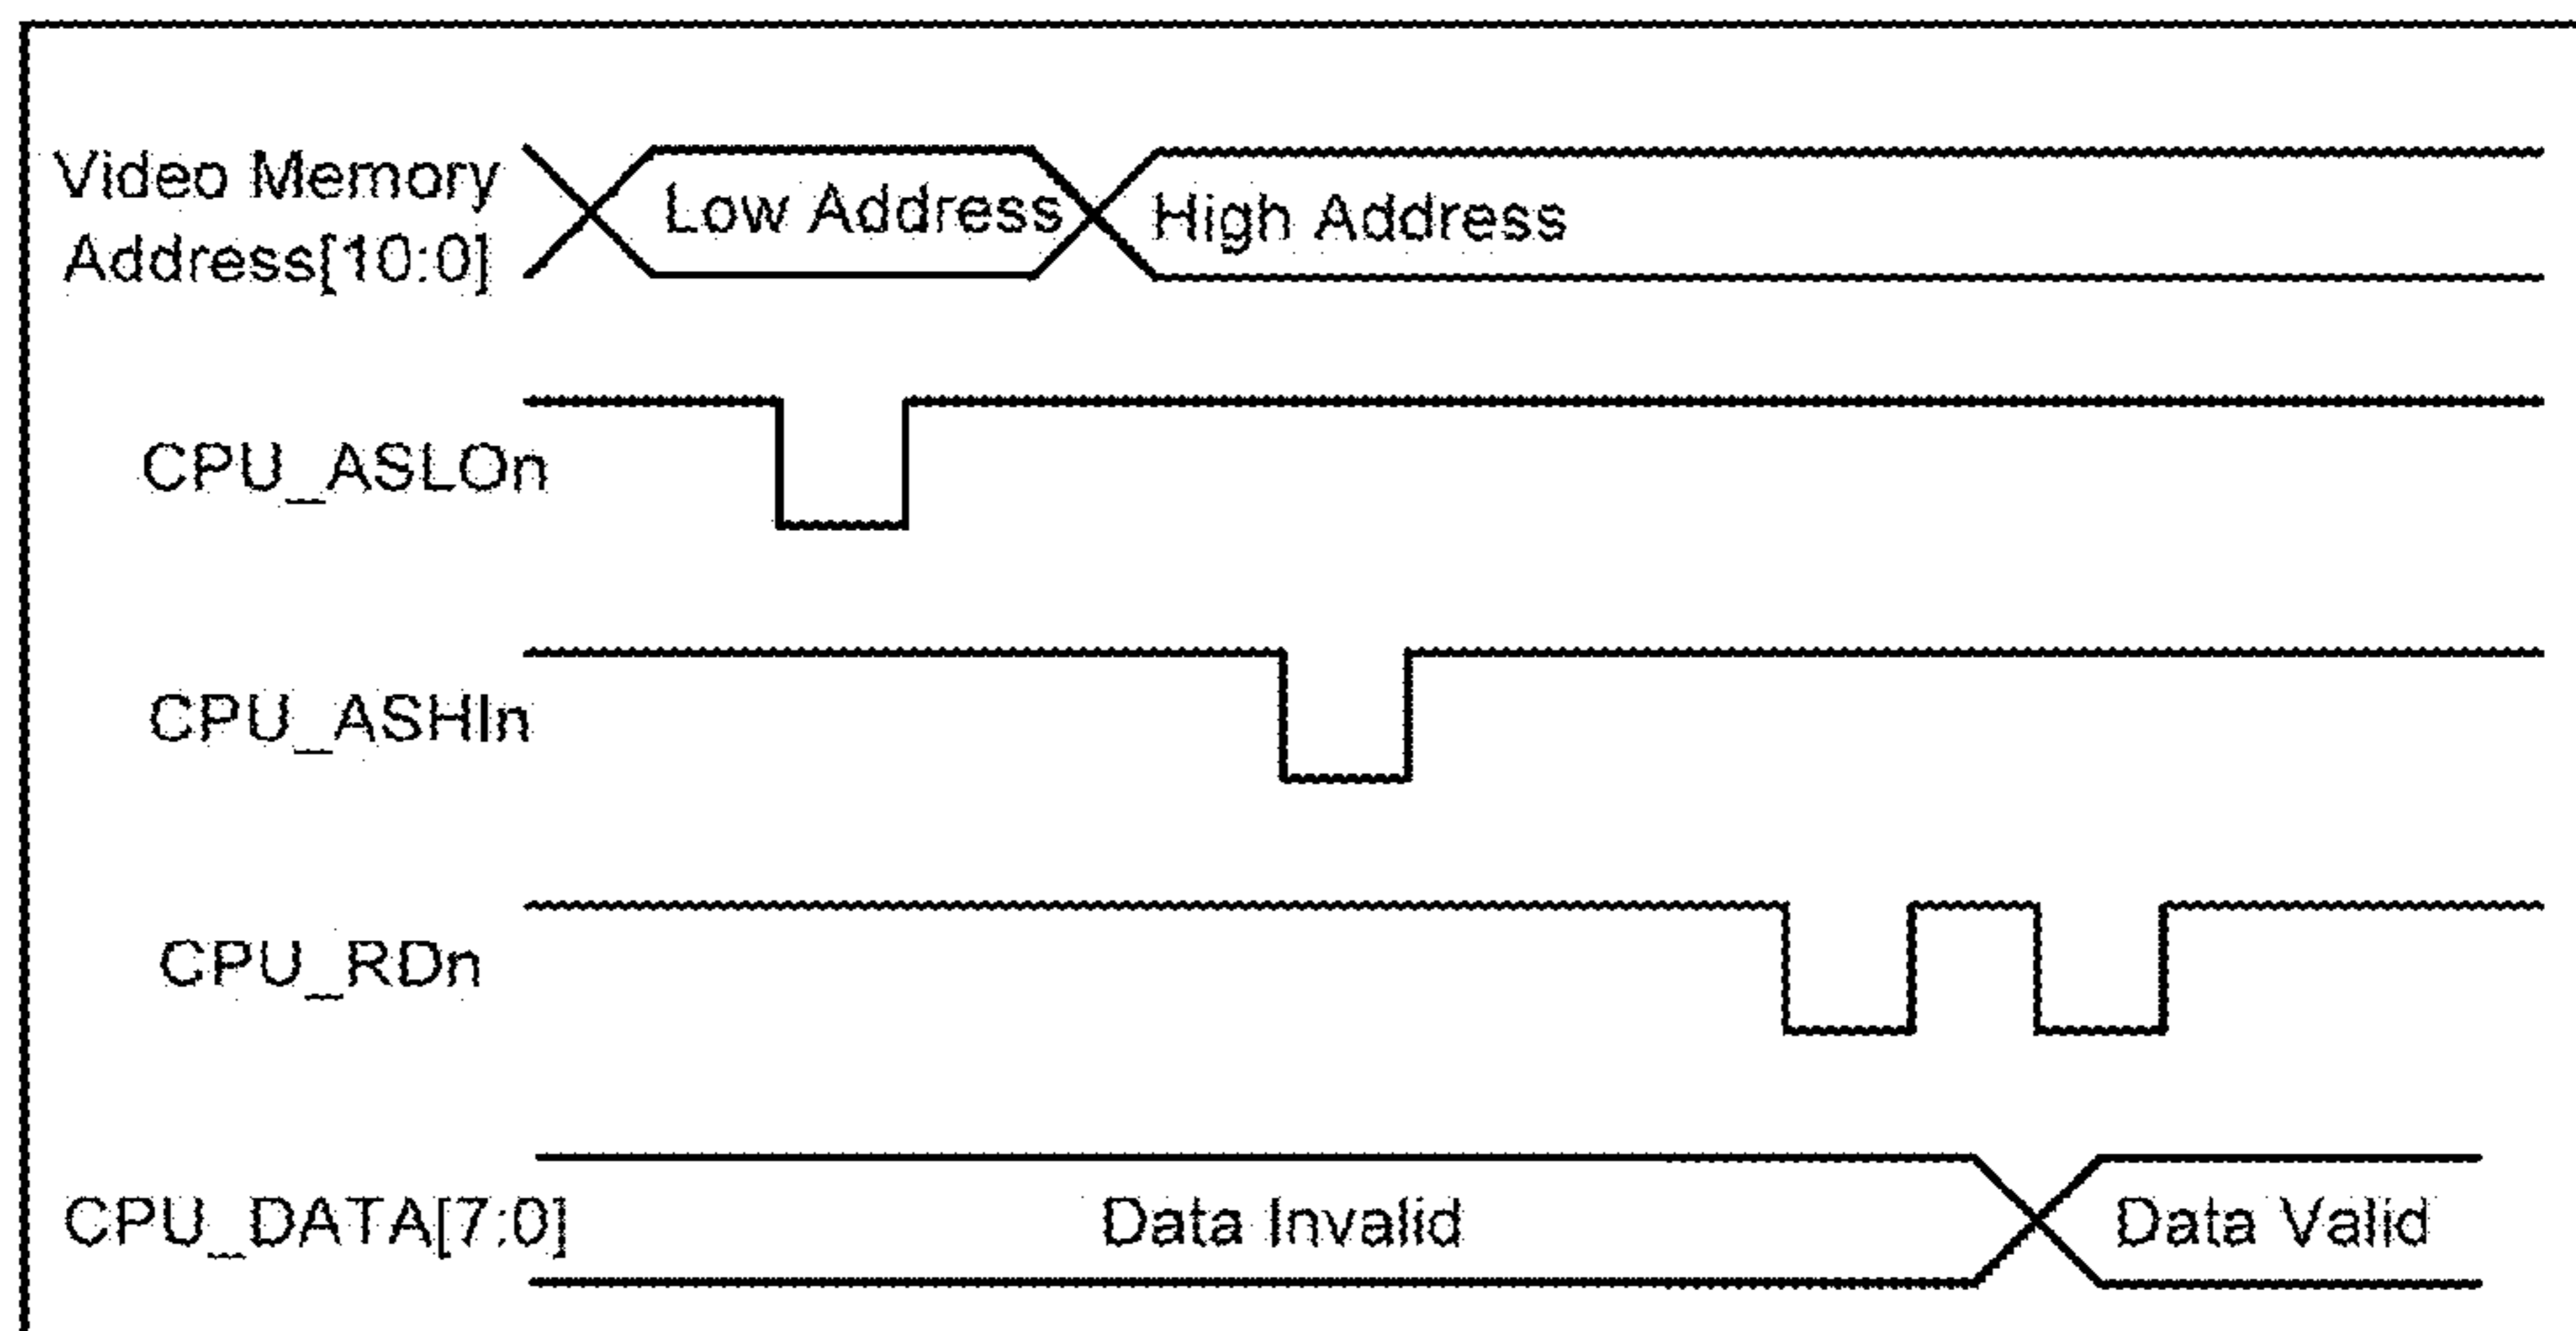 Video Memory
Address[10:0]
Low Address
High Address
CPU_ASLOn
CPU_ASHIn
CPU_RDn
CPU_DATA[7:0]
Data Invalid
Data Valid